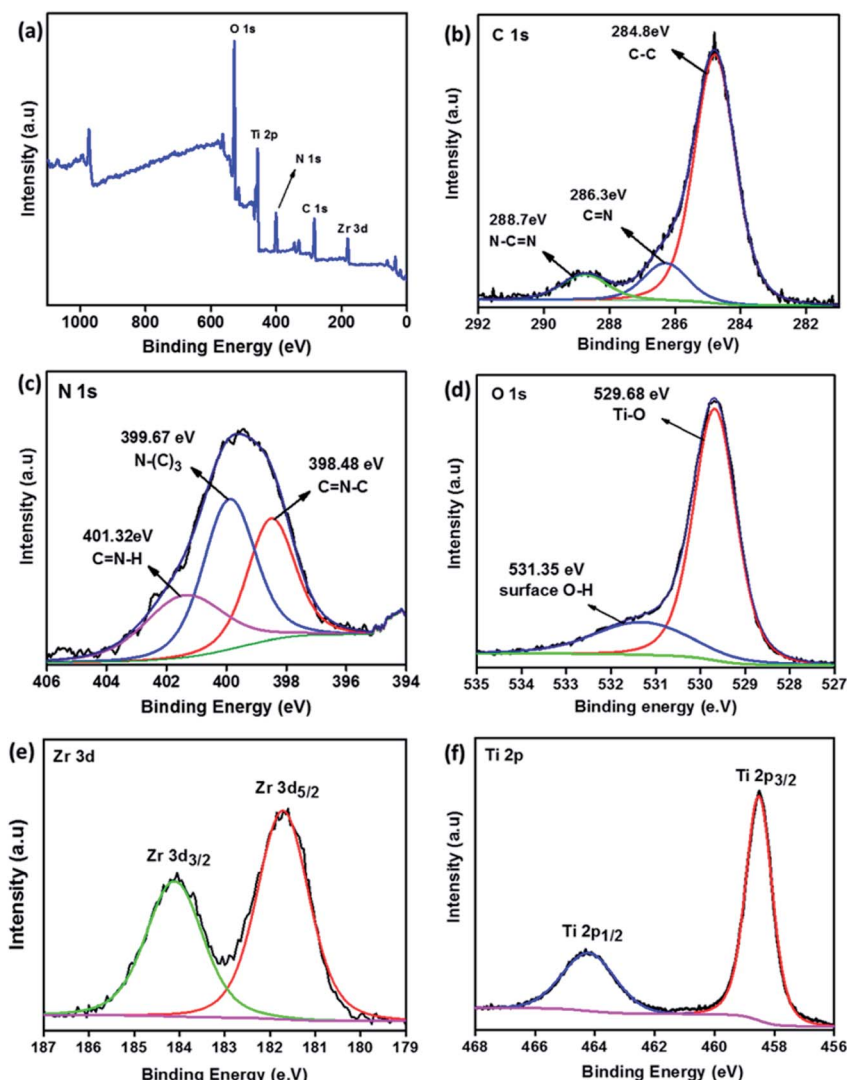 (a)
O 1s
Ti 2p
N 1s
C 1s
Zr 3d
Intensity (a.u)
1000 800 600 400 200 0
Binding Energy (eV)
(b) C 1s
284.8eV
C-C
286.3eV
C=N
288.7eV
N-C=N
Intensity (a.u)
292 290 288 286 284 282
Binding Energy (eV)
(c) N 1s
399.67 eV
N-(C)3
398.48 eV
C=N-C
401.32eV
C=N-H
Intensity (a.u)
406 404 402 400 398 396 394
Binding Energy (eV)
(d) O 1s
529.68 eV
Ti-O
531.35 eV
surface O-H
Intensity (a.u)
535 534 533 532 531 530 529 528 527
Binding energy (e.V)
(e) Zr 3d
Zr 3d5/2
Zr 3d3/2
Intensity (a.u)
187 186 185 184 183 182 181 180 179
Binding Energy (e.V)
(f) Ti 2p
Ti 2p3/2
Ti 2p1/2
Intensity (a.u)
468 466 464 462 460 458 456
Binding Energy (eV)